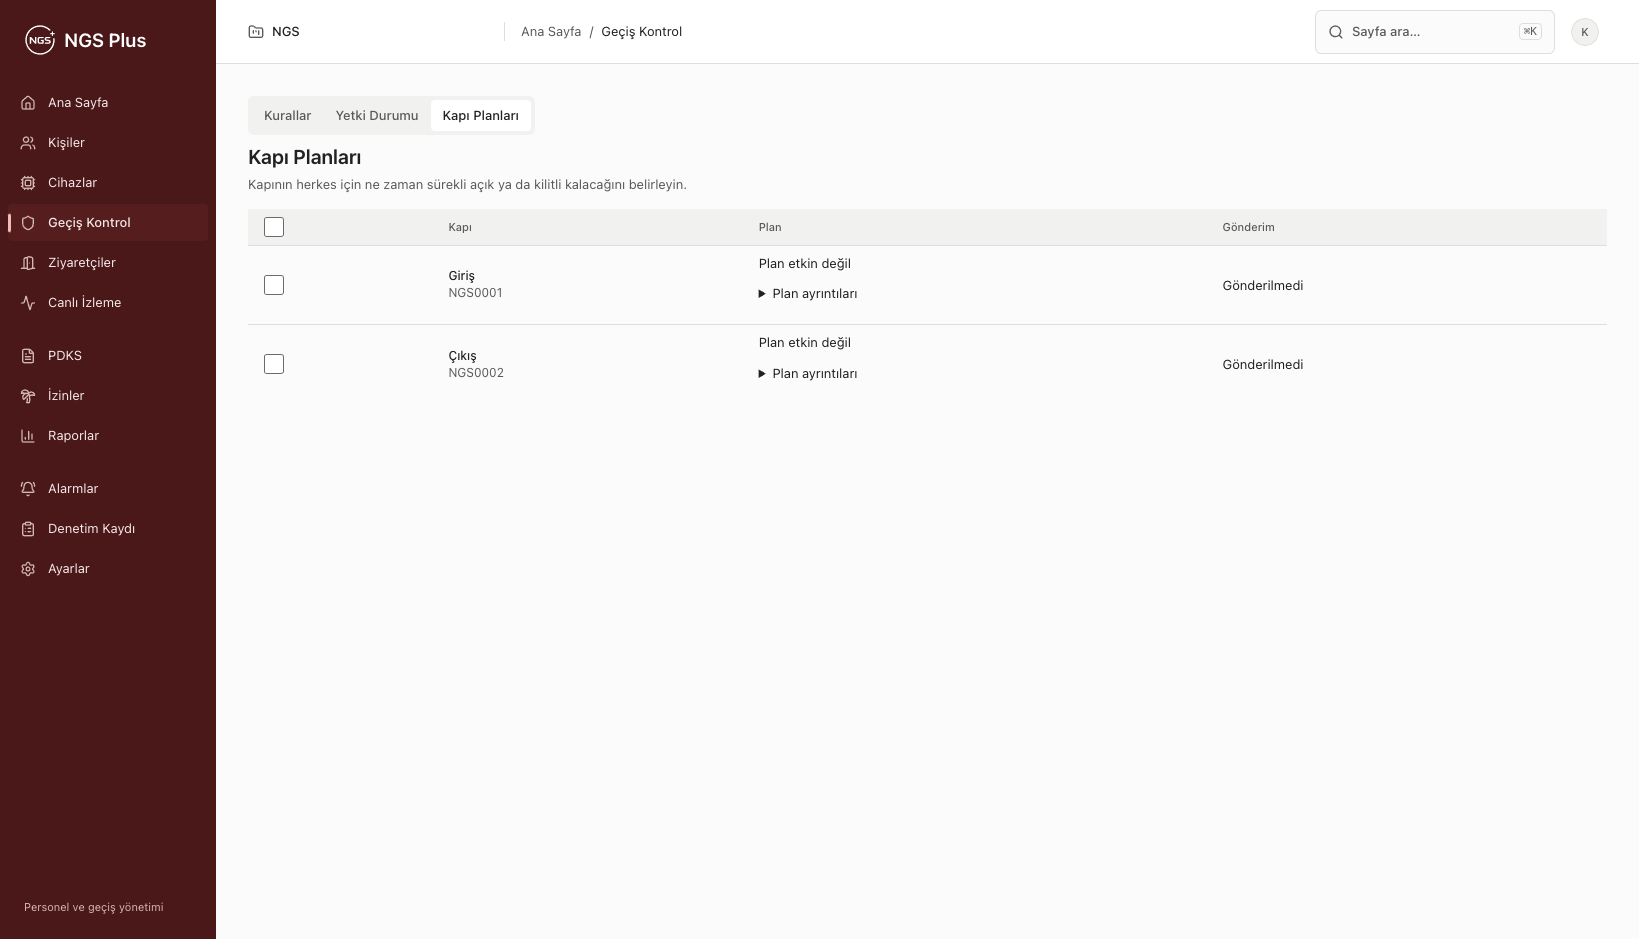 NGS NGS Plus
Ana Sayfa
Kişiler
Cihazlar
Geçiş Kontrol
Ziyaretçiler
Canlı İzleme
PDKS
İzinler
Raporlar
Alarmlar
Denetim Kaydı
Ayarlar
Personel ve geçiş yönetimi
NGS
Ana Sayfa / Geçiş Kontrol
Sayfa ara... ⌘K
K
Kurallar Yetki Durumu Kapı Planları
Kapı Planları
Kapının herkes için ne zaman sürekli açık ya da kilitli kalacağını belirleyin.
Kapı Plan Gönderim
Giriş
NGS0001
Plan etkin değil
Plan ayrıntıları
Gönderilmedi
Çıkış
NGS0002
Plan etkin değil
Plan ayrıntıları
Gönderilmedi